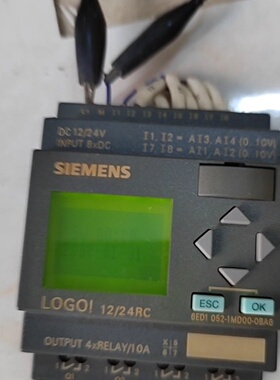 DC 12/24V
INPUT 8xDC
I1, I2 = AI3, AI4 (0..10V)
I7, I8 = AI1, AI2 (0..10V)
SIEMENS
ESC
OK
LOGO! 12/24RC
6ED1 052-1MD00-0BA6
OUTPUT 4xRELAY/10A
Q1